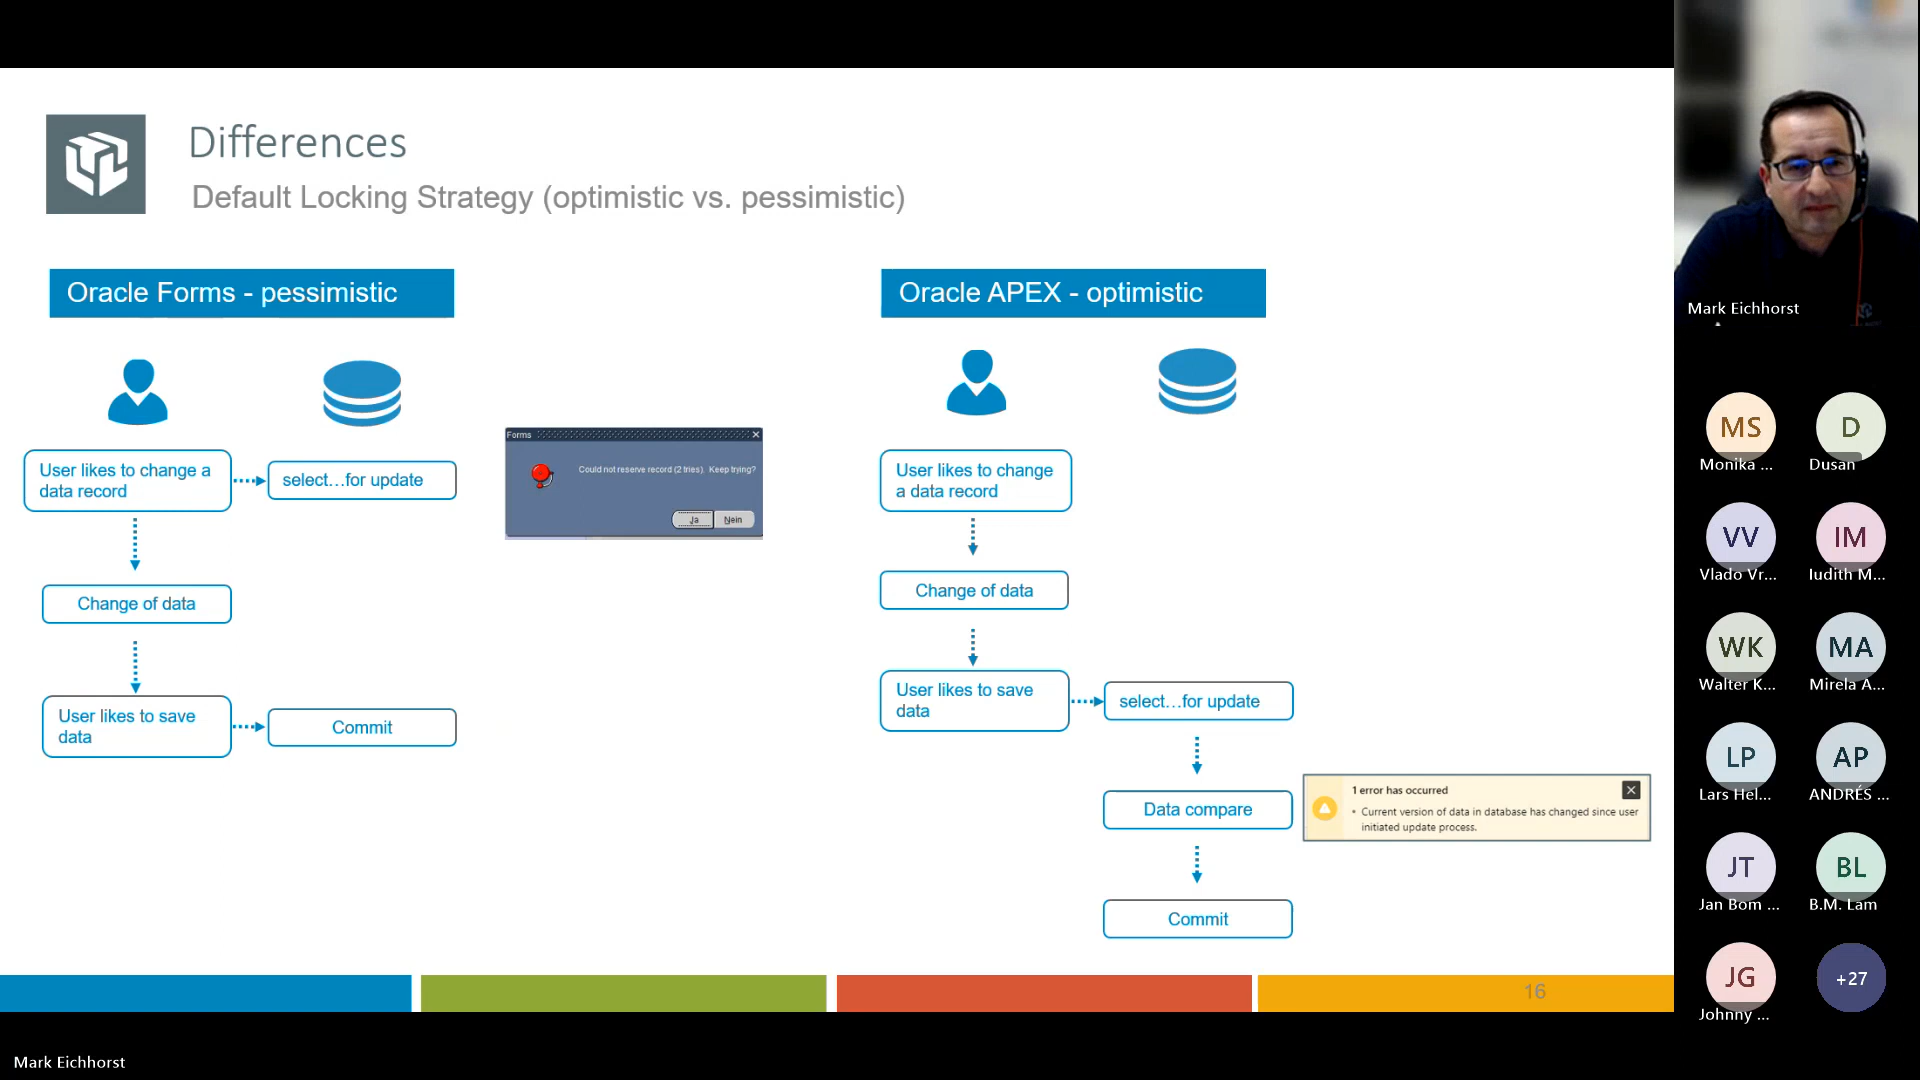 Differences
Default Locking Strategy (optimistic vs. pessimistic)
Oracle Forms - pessimistic
User likes to change a
data record
select...for update
Change of data
User likes to save
data
Commit
Forms
Could not reserve record (2 tries). Keep trying?
Ja
Nein
Oracle APEX - optimistic
User likes to change
a data record
Change of data
User likes to save
data
select...for update
Data compare
1 error has occurred
• Current version of data in database has changed since user
initiated update process.
Commit
16
Mark Eichhorst
Mark Eichhorst
MS
Monika ...
D
Dusan
VV
Vlado Vr...
IM
Iudith M...
WK
Walter K...
MA
Mirela A...
LP
Lars Hel...
AP
ANDRÉS ...
JT
Jan Bom ...
BL
B.M. Lam
JG
Johnny ...
+27